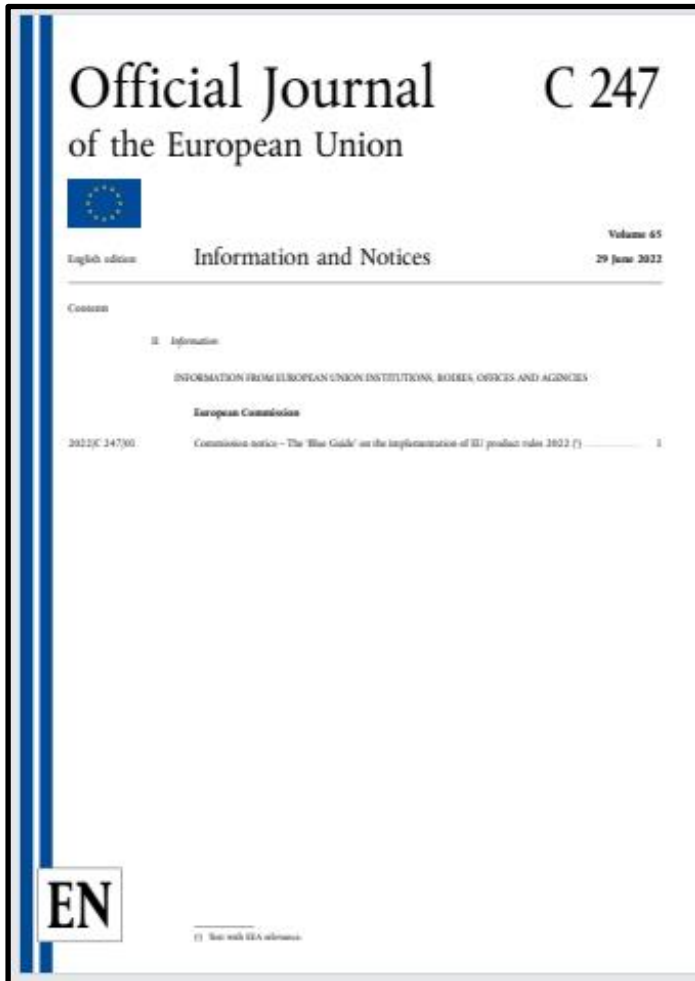 Official Journal C 247
of the European Union
Volume 65
English edition Information and Notices 29 June 2022
Contents
II Information
INFORMATION FROM EUROPEAN UNION INSTITUTIONS, BODIES, OFFICES AND AGENCIES
European Commission
2022/C 247/01 Commission notice – The ‘Blue Guide’ on the implementation of EU product rules 2022 (¹) 1
EN
(¹) Text with EEA relevance.